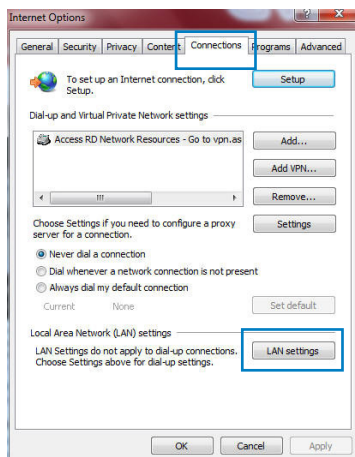 Internet Options
General Security Privacy Content Connections Programs Advanced
To set up an Internet connection, click
Setup.
Setup
Dial-up and Virtual Private Network settings
Access RD Network Resources - Go to vpn.as
Add...
Add VPN...
Remove...
Choose Settings if you need to configure a proxy
server for a connection.
Settings
Never dial a connection
Dial whenever a network connection is not present
Always dial my default connection
Current None
Set default
Local Area Network (LAN) settings
LAN Settings do not apply to dial-up connections.
Choose Settings above for dial-up settings.
LAN settings
OK Cancel Apply